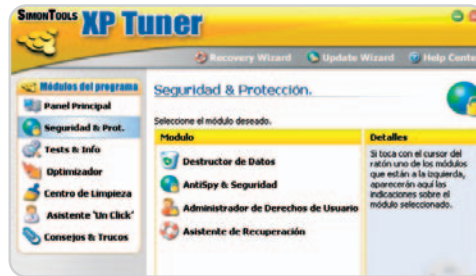 SIMONTOOLS XP Tuner
Recovery Wizard Update Wizard Help Cente
Módulos del programa
Panel Principal
Seguridad & Prot.
Tests & Info
Optimizador
Centro de Limpieza
Asistente 'Un Click'
Consejos & Trucos
Seguridad & Protección.
Seleccione el módulo deseado.
Modulo
Destructor de Datos
AntiSpy & Seguridad
Administrador de Derechos de Usuario
Asistente de Recuperación
Detalles
Si toca con el cursor del
ratón uno de los módulos
que están a la izquierda,
aparecerán aquí las
indicaciones sobre el
módulo seleccionado.